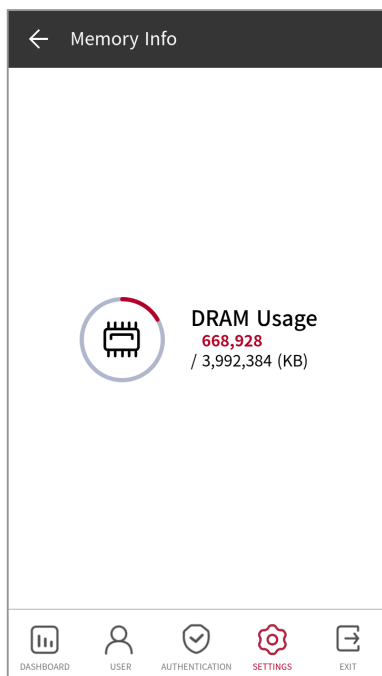 Memory Info
DRAM Usage
668,928
/ 3,992,384 (KB)
DASHBOARD
USER
AUTHENTICATION
SETTINGS
EXIT